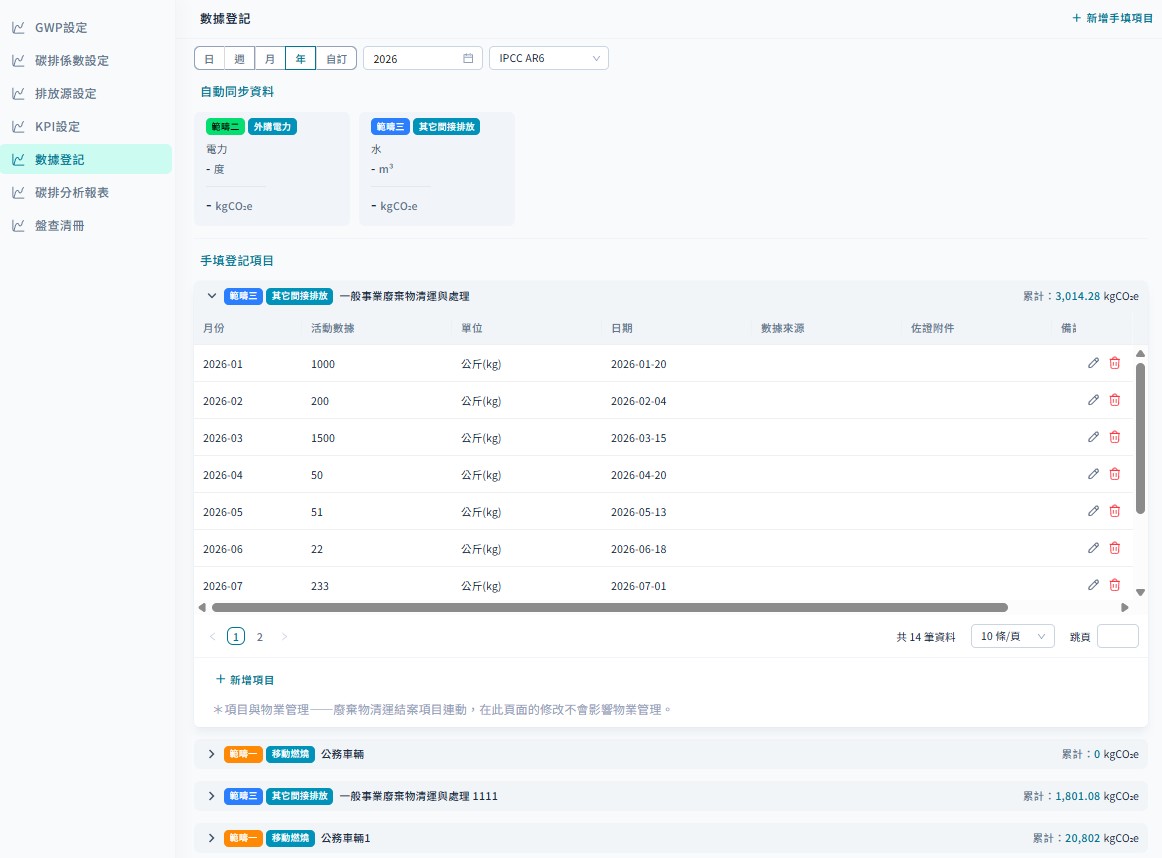 GWP設定
碳排係數設定
排放源設定
KPI設定
數據登記
碳排分析報表
盤查清冊
數據登記
+ 新增手填項目
日 週 月 年 自訂 2026 IPCC AR6
自動同步資料
範疇二 外購電力
電力
- 度
- kgCO₂e
範疇三 其它間接排放
水
- m³
- kgCO₂e
手填登記項目
範疇三 其它間接排放 一般事業廢棄物清運與處理 累計：3,014.28 kgCO₂e
月份 活動數據 單位 日期 數據來源 佐證附件
2026-01 1000 公斤(kg) 2026-01-20
2026-02 200 公斤(kg) 2026-02-04
2026-03 1500 公斤(kg) 2026-03-15
2026-04 50 公斤(kg) 2026-04-20
2026-05 51 公斤(kg) 2026-05-13
2026-06 22 公斤(kg) 2026-06-18
2026-07 233 公斤(kg) 2026-07-01
< 1 2 > 共 14 筆資料 10 條/頁 跳頁
+ 新增項目
＊項目與物業管理——廢棄物清運結案項目連動，在此頁面的修改不會影響物業管理。
範疇一 移動燃燒 公務車輛 累計：0 kgCO₂e
範疇三 其它間接排放 一般事業廢棄物清運與處理 1111 累計：1,801.08 kgCO₂e
範疇一 移動燃燒 公務車輛1 累計：20,802 kgCO₂e